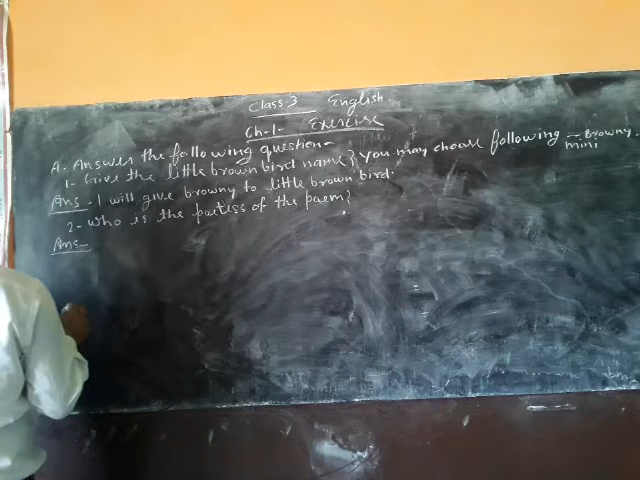 Class-3 English
Ch-1- Exercise
A. Answer the following question-
1- Give the little brown bird name? you may choose following - browny
mini
Ans - I will give browny to little brown bird.
2- Who is the poetess of the poem?
Ans-